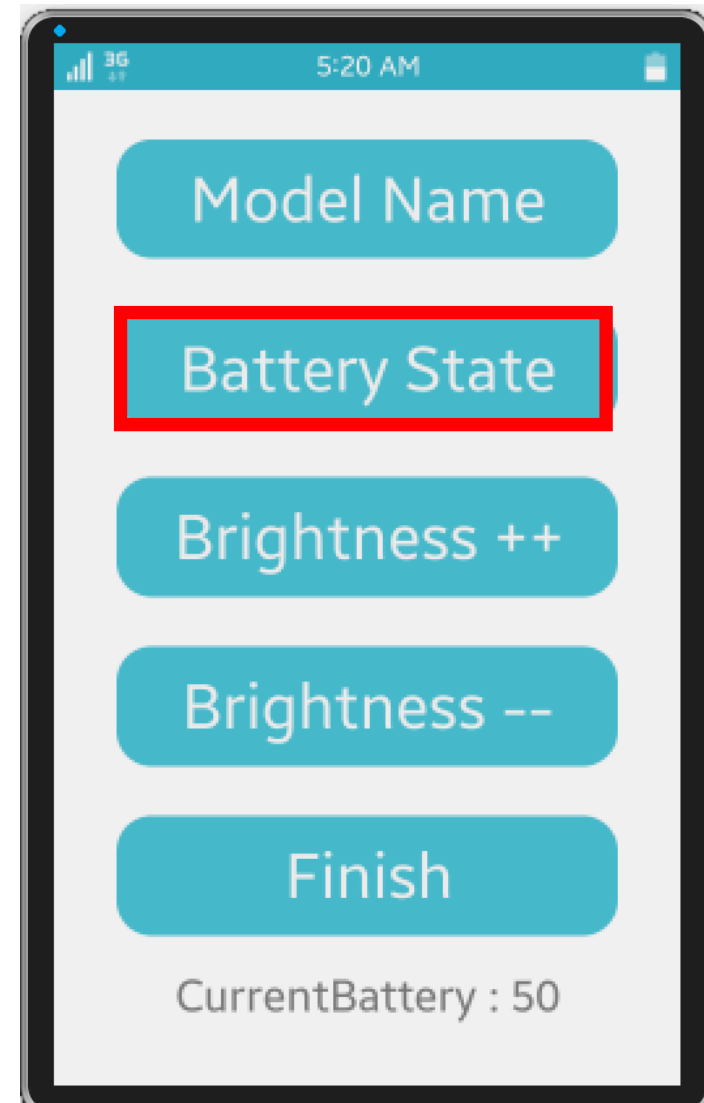 3G
5:20 AM
Model Name
Battery State
Brightness ++
Brightness --
Finish
CurrentBattery : 50